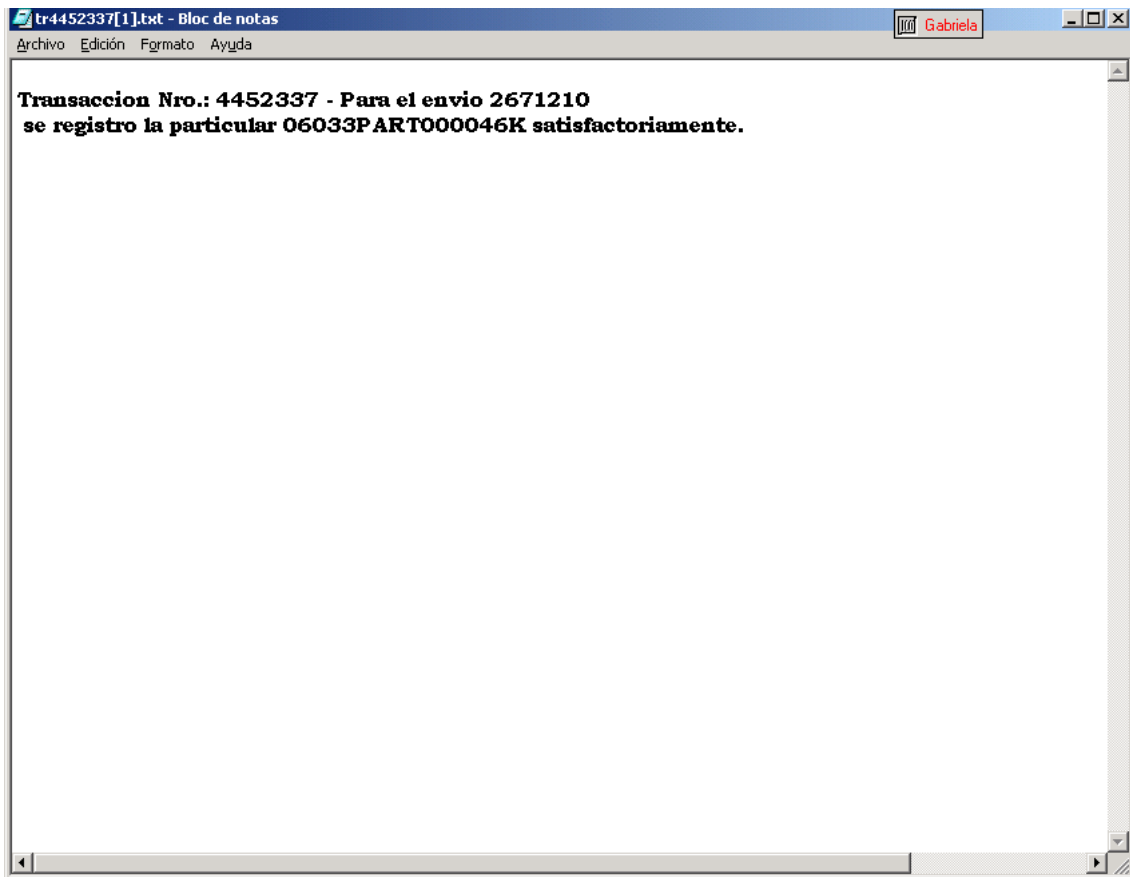 tr4452337[1].txt - Bloc de notas
Gabriela
Archivo Edición Formato Ayuda
Transaccion Nro.: 4452337 - Para el envio 2671210
se registro la particular 06033PART000046K satisfactoriamente.